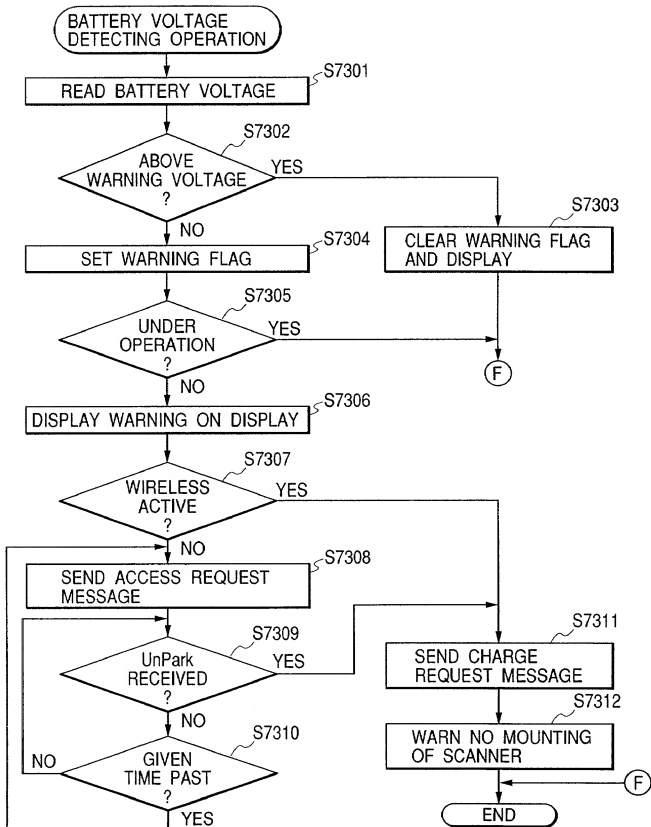 BATTERY VOLTAGE
DETECTING OPERATION
S7301
READ BATTERY VOLTAGE
S7302
ABOVE
WARNING VOLTAGE
?
YES
NO
S7303
CLEAR WARNING FLAG
AND DISPLAY
S7304
SET WARNING FLAG
S7305
UNDER
OPERATION
?
YES
F
NO
S7306
DISPLAY WARNING ON DISPLAY
S7307
WIRELESS
ACTIVE
?
YES
NO
S7308
SEND ACCESS REQUEST
MESSAGE
S7309
UnPark
RECEIVED
?
YES
NO
S7310
GIVEN
TIME PAST
?
NO
YES
S7311
SEND CHARGE
REQUEST MESSAGE
S7312
WARN NO MOUNTING
OF SCANNER
F
END